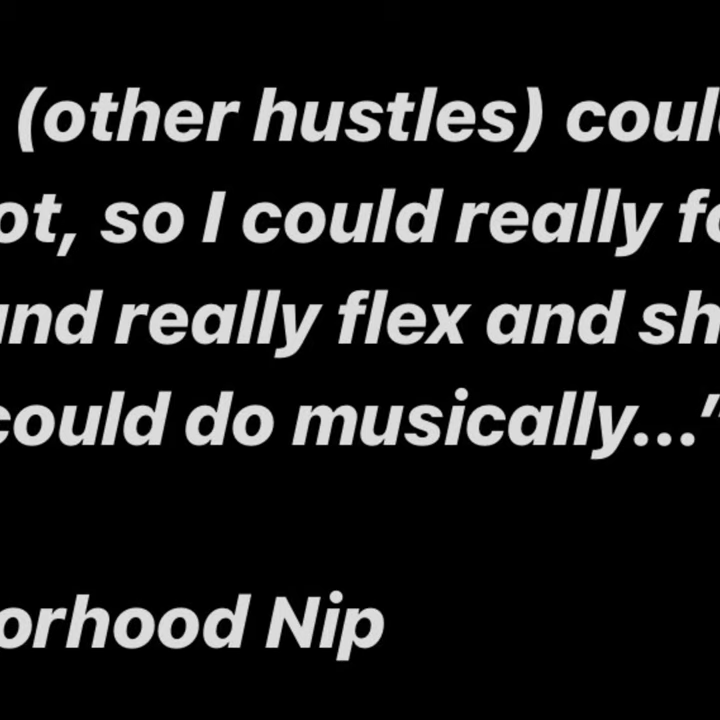 (other hustles) coul
ot, so I could really fo
nd really flex and sh
could do musically..."
orhood Nip